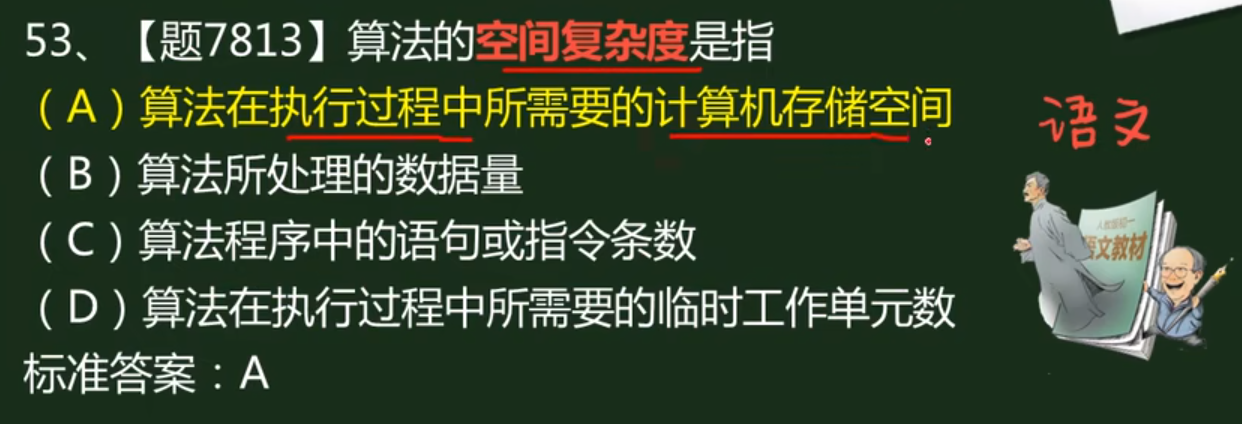 53、【题7813】算法的空间复杂度是指
（A）算法在执行过程中所需要的计算机存储空间
（B）算法所处理的数据量
（C）算法程序中的语句或指令条数
（D）算法在执行过程中所需要的临时工作单元数
标准答案：A
语文
语文教材